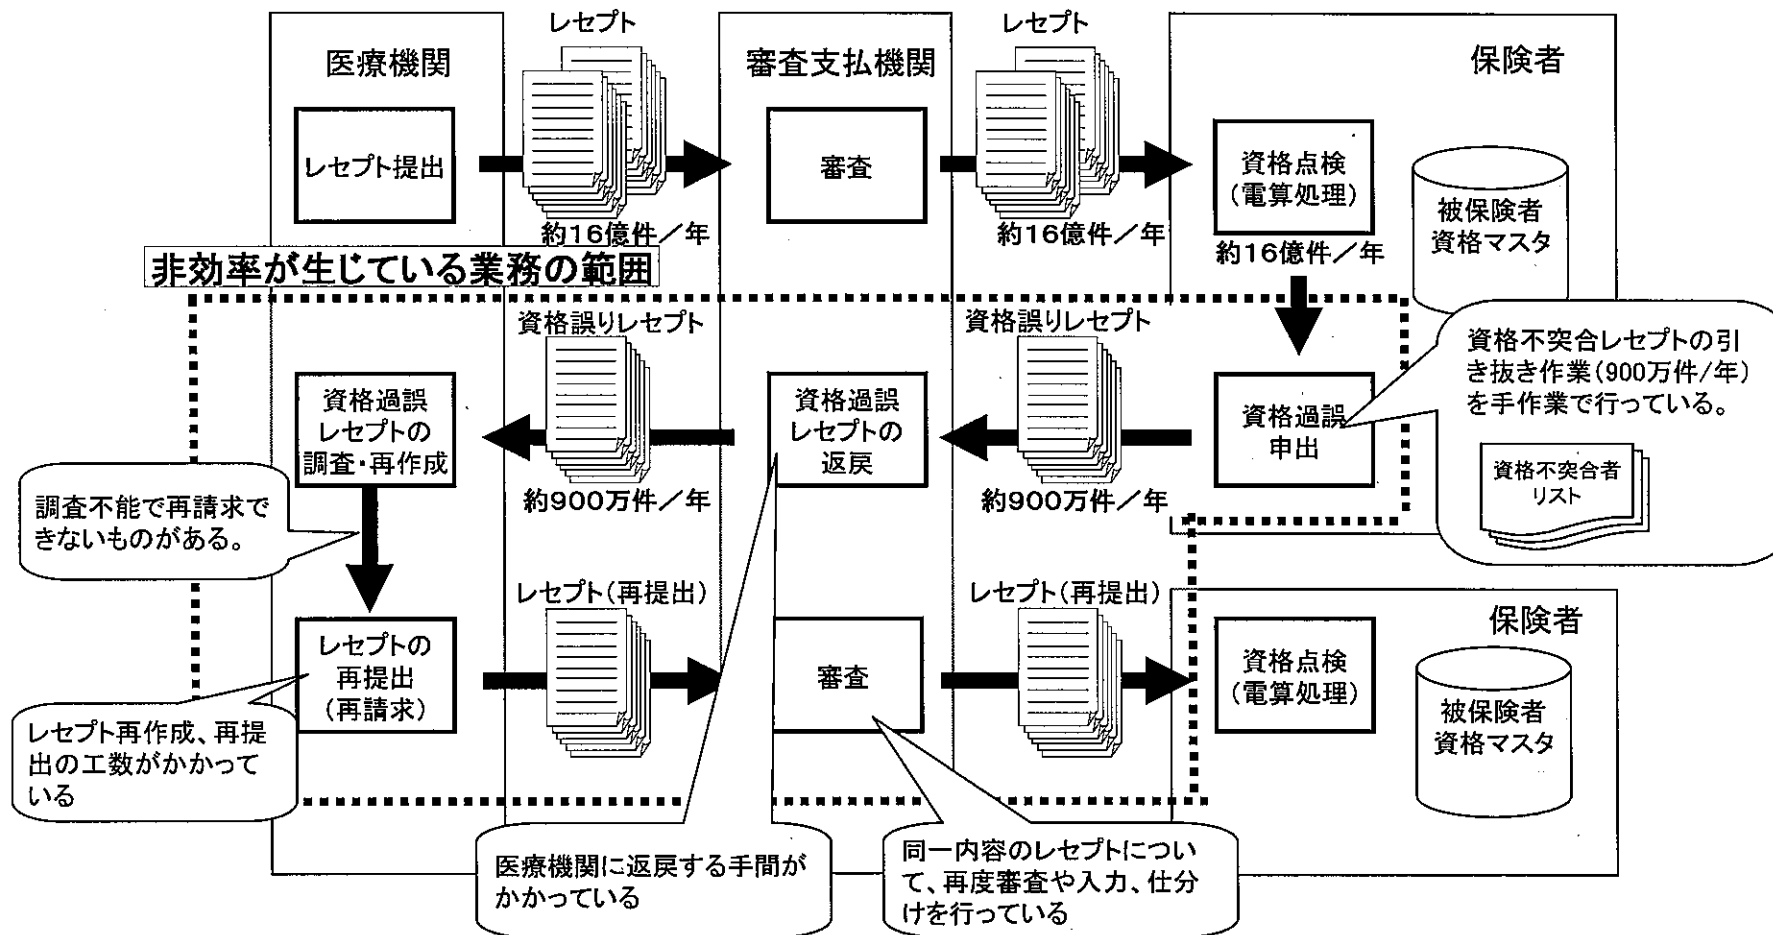 レセプト
レセプト
医療機関
審査支払機関
保険者
レセプト提出
審査
資格点検
(電算処理)
被保険者
資格マスタ
約16億件/年
約16億件/年
約16億件/年
非効率が生じている業務の範囲
資格誤りレセプト
資格誤りレセプト
資格不突合レセプトの引
き抜き作業(900万件/年)
を手作業で行っている。
資格不突合者
リスト
資格過誤
レセプトの
調査・再作成
資格過誤
レセプトの
返戻
資格過誤
申出
約900万件/年
約900万件/年
調査不能で再請求で
きないものがある。
レセプト(再提出)
レセプト(再提出)
保険者
レセプトの
再提出
(再請求)
審査
資格点検
(電算処理)
被保険者
資格マスタ
レセプト再作成、再提
出の工数がかかって
いる
医療機関に返戻する手間が
かかっている
同一内容のレセプトについ
て、再度審査や入力、仕分
けを行っている